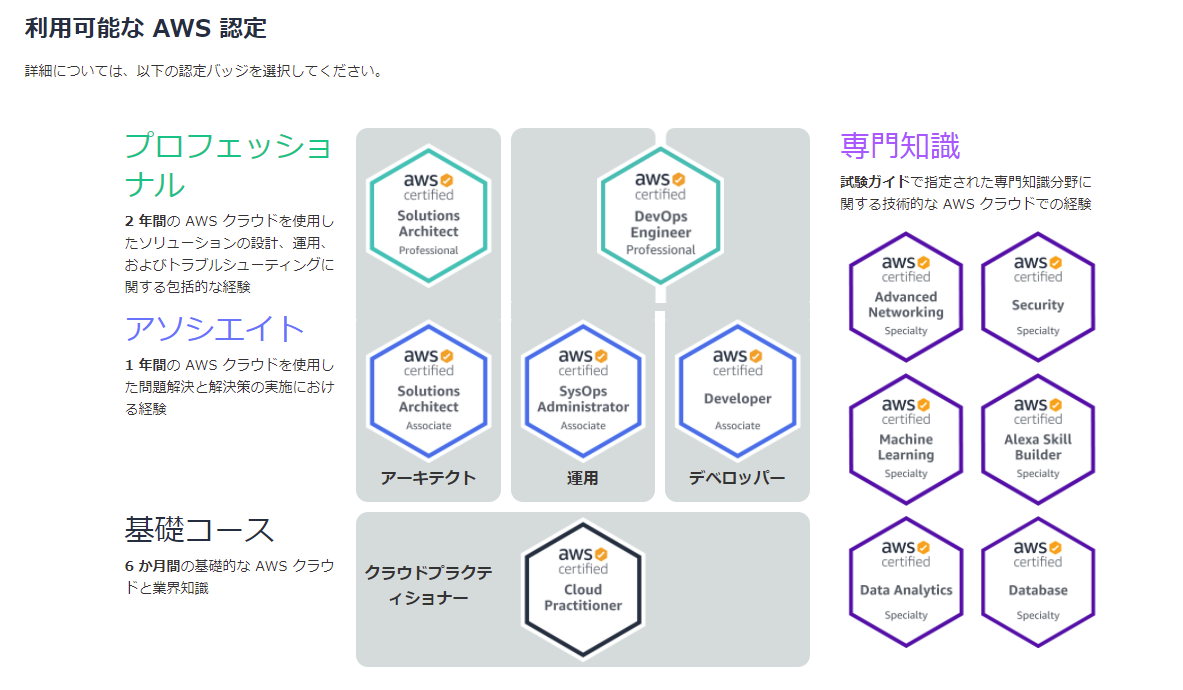 利用可能な AWS 認定
詳細については、以下の認定バッジを選択してください。
プロフェッショ
ナル
2 年間の AWS クラウドを使用し
たソリューションの設計、運用、
およびトラブルシューティングに
関する包括的な経験
aws
certified
Solutions
Architect
Professional
aws
certified
DevOps
Engineer
Professional
アソシエイト
1 年間の AWS クラウドを使用し
た問題解決と解決策の実施におけ
る経験
aws
certified
Solutions
Architect
Associate
アーキテクト
aws
certified
SysOps
Administrator
Associate
運用
aws
certified
Developer
Associate
デベロッパー
基礎コース
6 か月間の基礎的な AWS クラウ
ドと業界知識
クラウドプラクテ
ィショナー
aws
certified
Cloud
Practitioner
専門知識
試験ガイドで指定された専門知識分野に
関する技術的な AWS クラウドでの経験
aws
certified
Advanced
Networking
Specialty
aws
certified
Security
Specialty
aws
certified
Machine
Learning
Specialty
aws
certified
Alexa Skill
Builder
Specialty
aws
certified
Data Analytics
Specialty
aws
certified
Database
Specialty